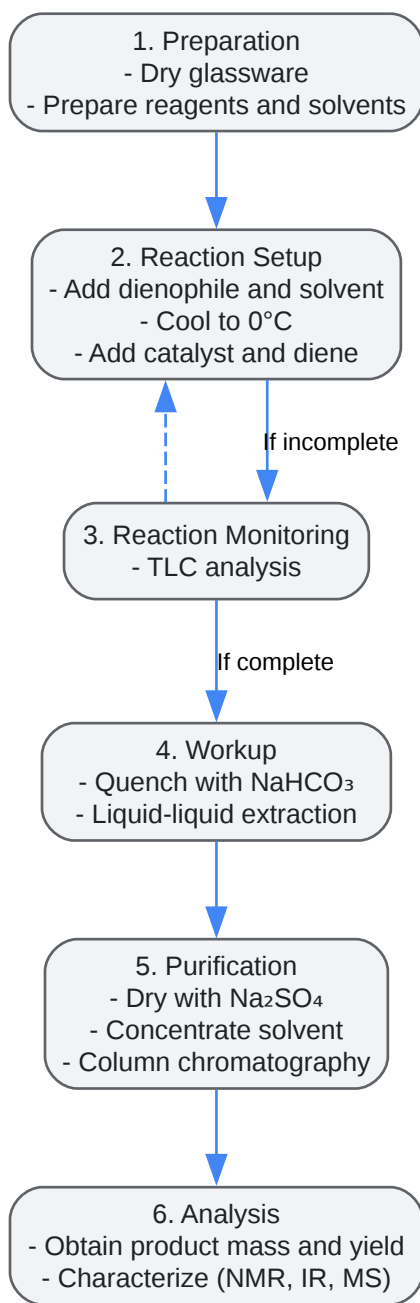 1. Preparation
- Dry glassware
- Prepare reagents and solvents
2. Reaction Setup
- Add dienophile and solvent
- Cool to 0°C
- Add catalyst and diene
If incomplete
3. Reaction Monitoring
- TLC analysis
If complete
4. Workup
- Quench with NaHCO₃
- Liquid-liquid extraction
5. Purification
- Dry with Na₂SO₄
- Concentrate solvent
- Column chromatography
6. Analysis
- Obtain product mass and yield
- Characterize (NMR, IR, MS)